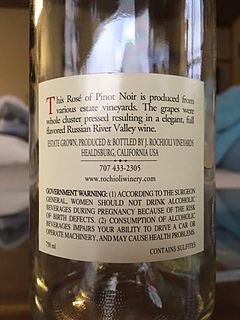 This Rosé of Pinot Noir is produced from
various estate vineyards. The grapes were
whole cluster pressed resulting in a elegant, full
flavored Russian River Valley wine.
ESTATE GROWN, PRODUCED & BOTTLED BY J. ROCHIOLI VINEYARDS
HEALDSBURG, CALIFORNIA USA
707 433-2305
www.rochioliwinery.com
GOVERNMENT WARNING: (1) ACCORDING TO THE SURGEON
GENERAL, WOMEN SHOULD NOT DRINK ALCOHOLIC
BEVERAGES DURING PREGNANCY BECAUSE OF THE RISK
OF BIRTH DEFECTS. (2) CONSUMPTION OF ALCOHOLIC
BEVERAGES IMPAIRS YOUR ABILITY TO DRIVE A CAR OR
OPERATE MACHINERY, AND MAY CAUSE HEALTH PROBLEMS.
750 ml
CONTAINS SULFITES